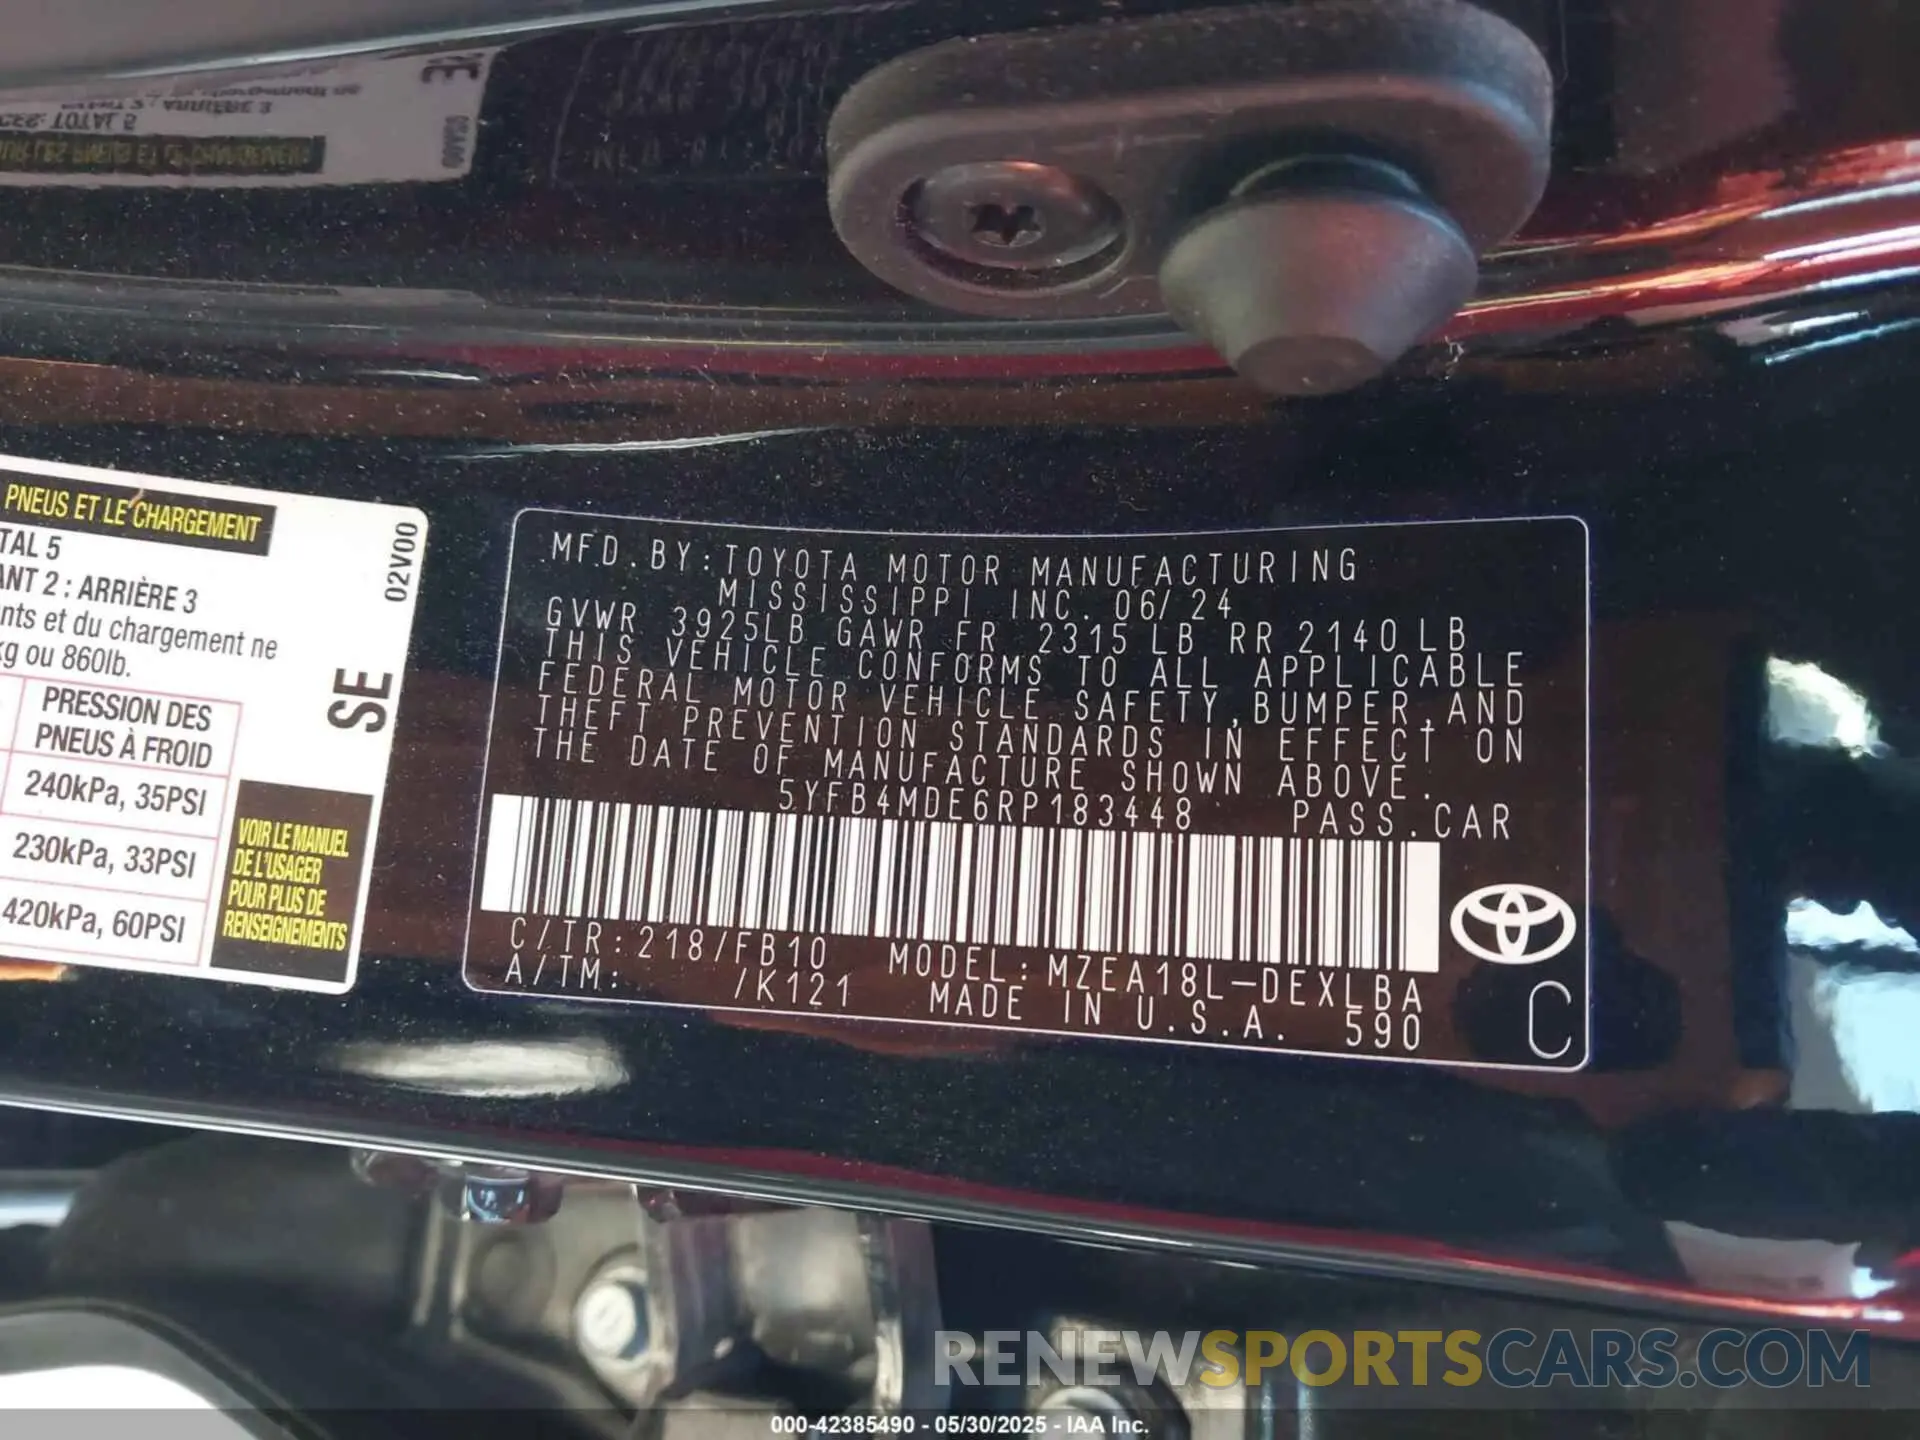 ARRIÈRE 3
TOTAL 5
PNEUS ET LE CHARGEMENT
TAL 5
ANT 2 : ARRIÈRE 3
nts et du chargement ne
kg ou 860lb.
02V00
SE
PRESSION DES
PNEUS À FROID
240kPa, 35PSI
230kPa, 33PSI
420kPa, 60PSI
VOIR LE MANUEL
DE L'USAGER
POUR PLUS DE
RENSEIGNEMENTS
MFD. BY: TOYOTA MOTOR MANUFACTURING
MISSISSIPPI INC. 06/24
GVWR 3925LB GAWR FR 2315 LB RR 2140 LB
THIS VEHICLE CONFORMS TO ALL APPLICABLE
FEDERAL MOTOR VEHICLE SAFETY, BUMPER, AND
THEFT PREVENTION STANDARDS IN EFFECT ON
THE DATE OF MANUFACTURE SHOWN ABOVE.
5YFB4MDE6RP183448 PASS. CAR
C/TR: 218/FB10 MODEL: MZEA18L-DEXLBA
A/TM: /K121 MADE IN U.S.A. 590
C
RENEWSPORTSCARS.COM
000-42385490 - 05/30/2025 - IAA Inc.